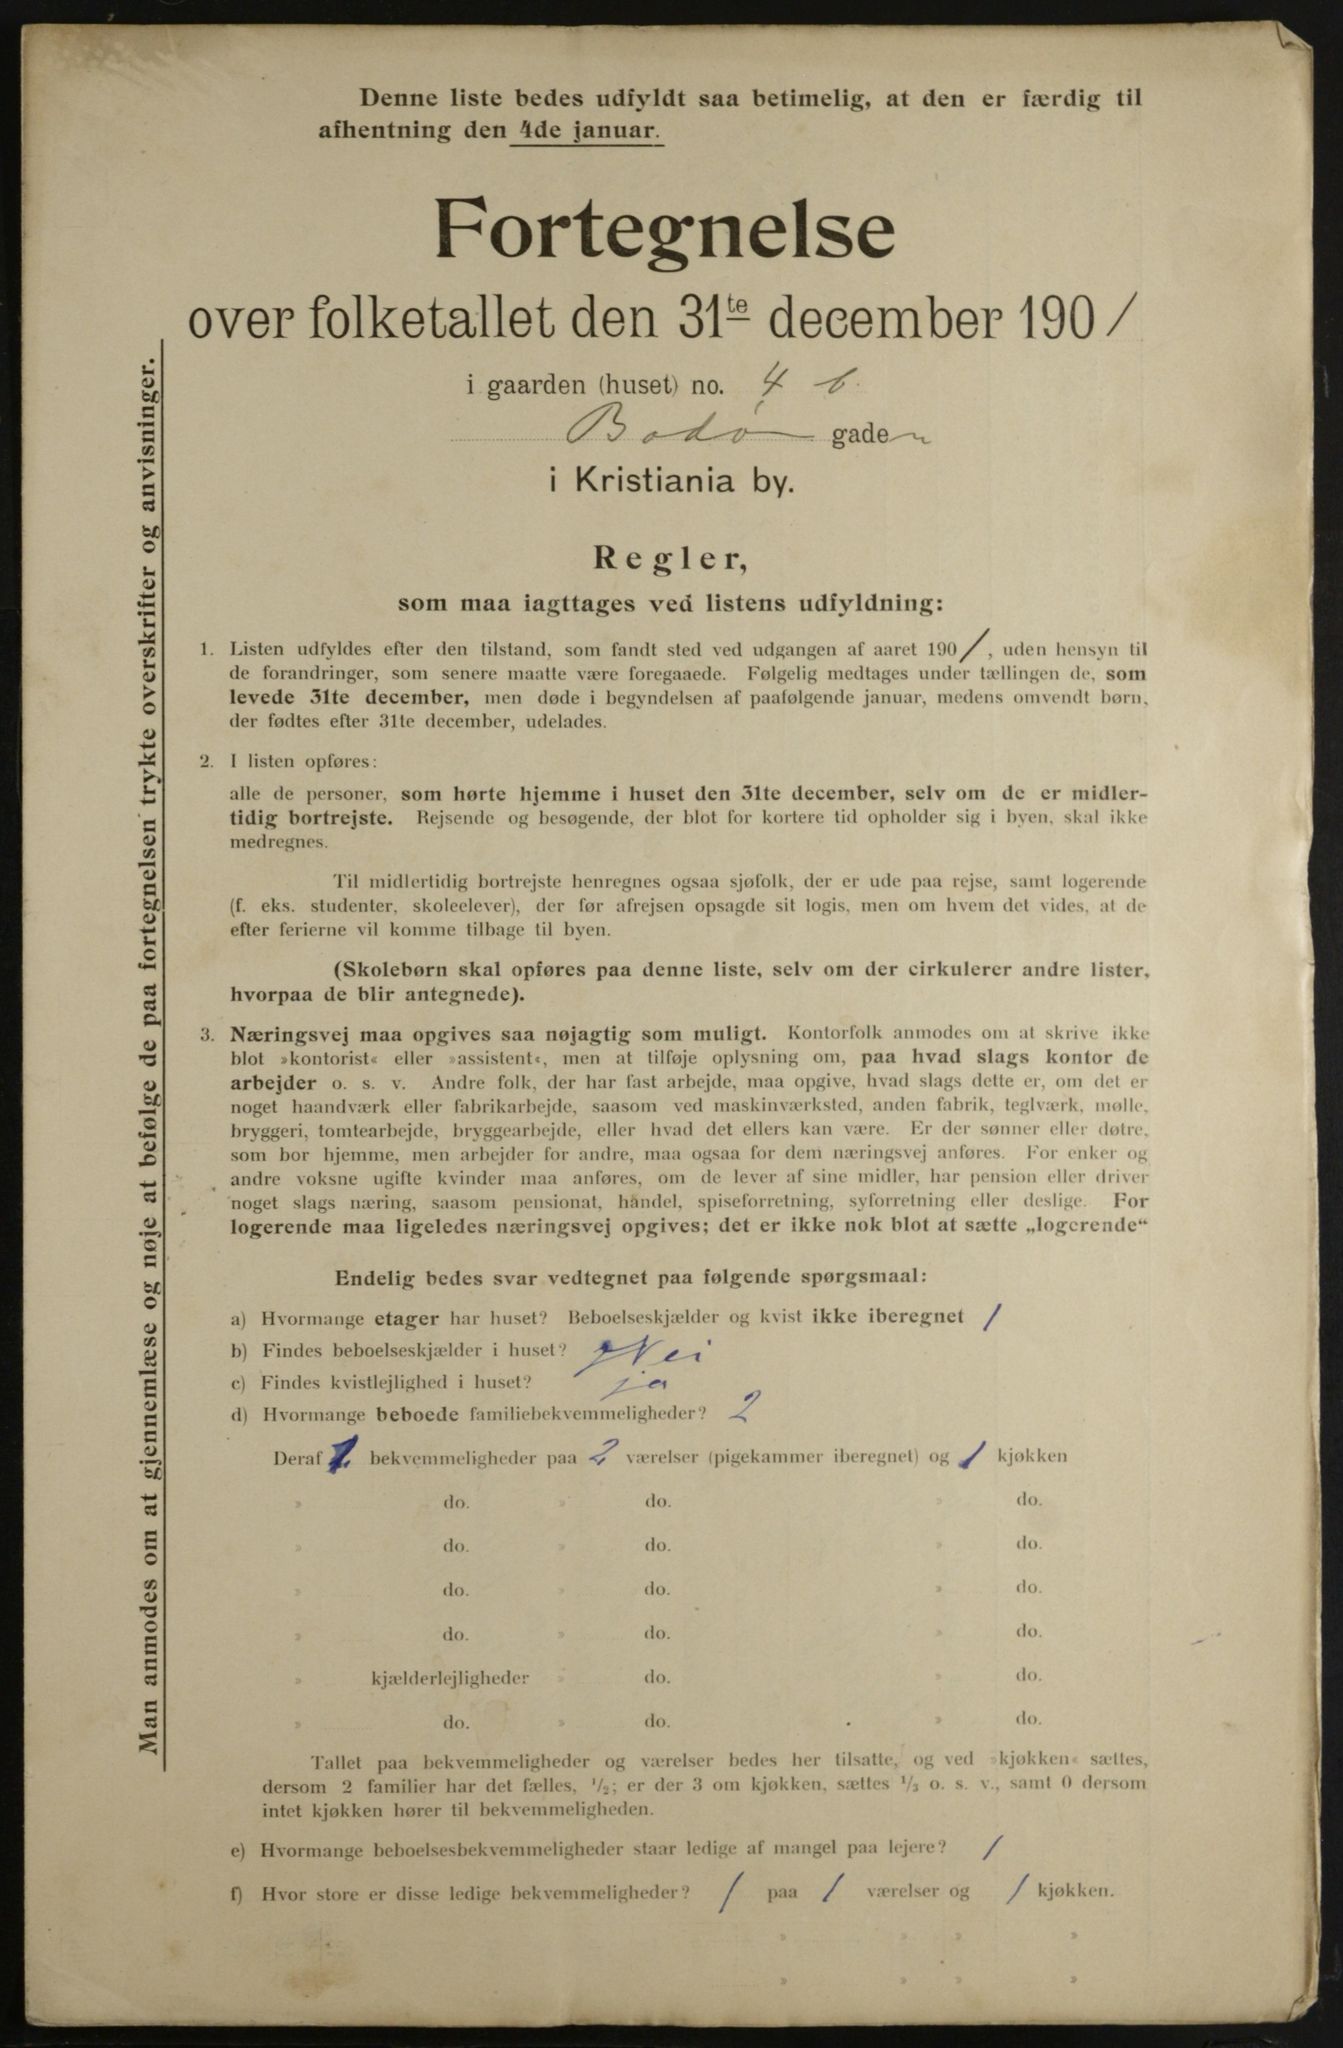 Denne liste bedes udfyldt saa betimelig, at den er færdig til
afhentning den 4de januar.
Fortegnelse
over folketallet den 31te december 1901
i gaarden (huset) no. 4 b.
Bodø gaden
i Kristiania by.
Regler,
som maa iagttages ved listens udfyldning:
1. Listen udfyldes efter den tilstand, som fandt sted ved udgangen af aaret 1901, uden hensyn til
de forandringer, som senere maatte være foregaaede. Følgelig medtages under tællingen de, som
levede 31te december, men døde i begyndelsen af paafølgende januar, medens omvendt børn,
der fødtes efter 31te december, udelades.
2. I listen opføres:
alle de personer, som hørte hjemme i huset den 31te december, selv om de er midler-
tidig bortrejste. Rejsende og besøgende, der blot for kortere tid opholder sig i byen, skal ikke
medregnes.
Til midlertidig bortrejste henregnes ogsaa sjøfolk, der er ude paa rejse, samt logerende
(f. eks. studenter, skoleelever), der før afrejsen opsagde sit logis, men om hvem det vides, at de
efter ferierne vil komme tilbage til byen.
(Skolebørn skal opføres paa denne liste, selv om der cirkulerer andre lister,
hvorpaa de blir antegnede).
3. Næringsvej maa opgives saa nøjagtig som muligt. Kontorfolk anmodes om at skrive ikke
blot »kontorist« eller »assistent«, men at tilføje oplysning om, paa hvad slags kontor de
arbejder o. s. v. Andre folk, der har fast arbejde, maa opgive, hvad slags dette er, om det er
noget haandværk eller fabrikarbejde, saasom ved maskinværksted, anden fabrik, teglværk, mølle,
bryggeri, tomtearbejde, bryggearbejde, eller hvad det ellers kan være. Er der sønner eller døtre,
som bor hjemme, men arbejder for andre, maa ogsaa for dem næringsvej anføres. For enker og
andre voksne ugifte kvinder maa anføres, om de lever af sine midler, har pension eller driver
noget slags næring, saasom pensionat, handel, spiseforretning, syforretning eller deslige. For
logerende maa ligeledes næringsvej opgives; det er ikke nok blot at sætte „logerende“
Endelig bedes svar vedtegnet paa følgende spørgsmaal:
a) Hvormange etager har huset? Beboelseskjælder og kvist ikke iberegnet 1
b) Findes beboelseskjælder i huset? Nei
c) Findes kvistlejlighed i huset? ja
d) Hvormange beboede familiebekvemmeligheder? 2
Deraf 2 bekvemmeligheder paa 2 værelser (pigekammer iberegnet) og 1 kjøkken
» do. » do. » do.
» do. » do. » do.
» do. » do. » do.
» do. » do. » do.
» kjælderlejligheder » do. » do.
» do. » do. » do.
Tallet paa bekvemmeligheder og værelser bedes her tilsatte, og ved »kjøkken« sættes,
dersom 2 familier har det fælles, 1/2; er der 3 om kjøkken, sættes 1/3 o. s. v., samt 0 dersom
intet kjøkken hører til bekvemmeligheden.
e) Hvormange beboelsesbekvemmeligheder staar ledige af mangel paa lejere? 1
f) Hvor store er disse ledige bekvemmeligheder? 1 paa 1 værelser og 1 kjøkken.
» » » »
» » » »
Man anmodes om at gjennemlæse og nøje at befølge de paa fortegnelsen trykte overskrifter og anvisninger.